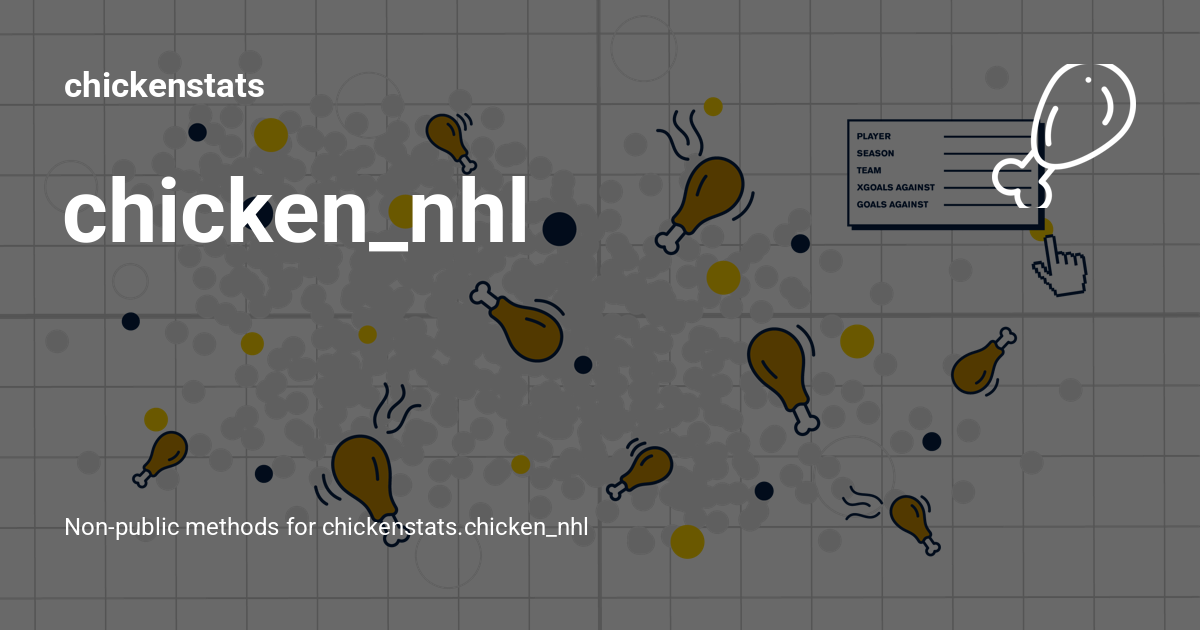 chickenstats
chicken_nhl
PLAYER
SEASON
TEAM
XGOALS AGAINST
GOALS AGAINST
Non-public methods for chickenstats.chicken_nhl